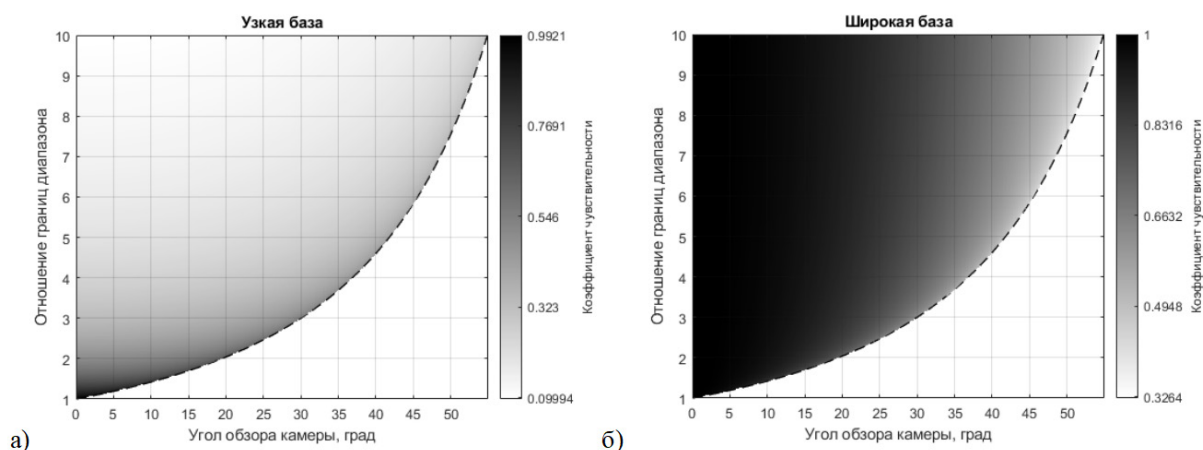 Узкая база
10
9
8
7
6
5
4
3
2
1
Отношение границ диапазона
0 5 10 15 20 25 30 35 40 45 50
Угол обзора камеры, град
0.9921
0.7691
0.546
0.323
0.09994
Коэффициент чувствительности
а)
Широкая база
10
9
8
7
6
5
4
3
2
1
Отношение границ диапазона
0 5 10 15 20 25 30 35 40 45 50
Угол обзора камеры, град
1
0.8316
0.6632
0.4948
0.3264
Коэффициент чувствительности
б)